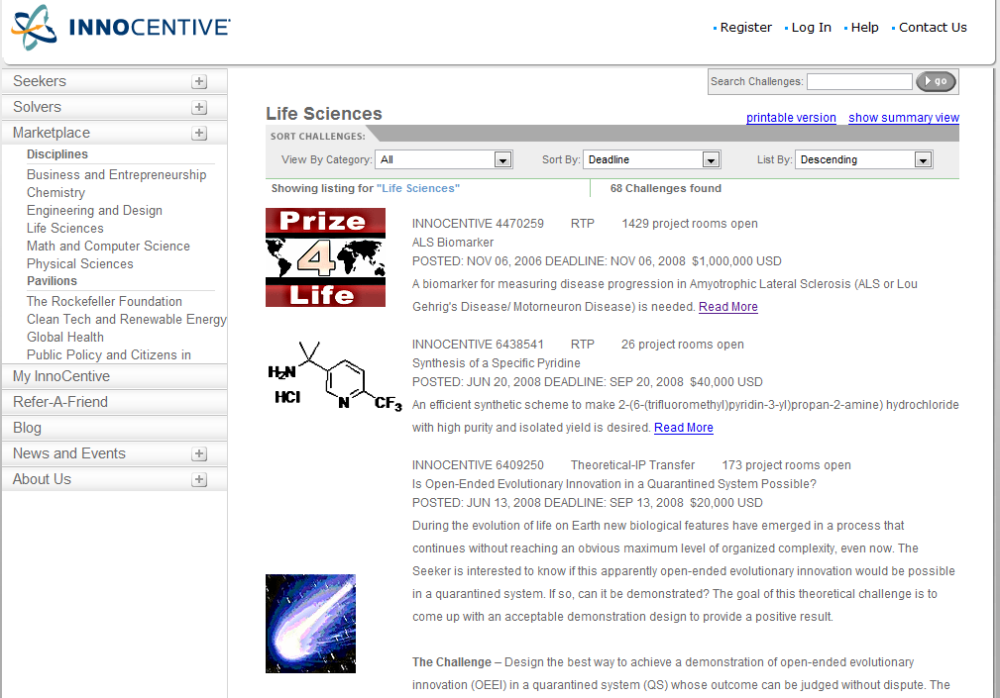 INNOCENTIVE
Register Log In Help Contact Us
Seekers
Solvers
Marketplace
Disciplines
Business and Entrepreneurship
Chemistry
Engineering and Design
Life Sciences
Math and Computer Science
Physical Sciences
Pavilions
The Rockefeller Foundation
Clean Tech and Renewable Energy
Global Health
Public Policy and Citizens in
My InnoCentive
Refer-A-Friend
Blog
News and Events
About Us
Search Challenges: go
Life Sciences
printable version show summary view
SORT CHALLENGES:
View By Category: All Sort By: Deadline List By: Descending
Showing listing for "Life Sciences" 68 Challenges found
Prize
4
Life
INNOCENTIVE 4470259 RTP 1429 project rooms open
ALS Biomarker
POSTED: NOV 06, 2006 DEADLINE: NOV 06, 2008 $1,000,000 USD
A biomarker for measuring disease progression in Amyotrophic Lateral Sclerosis (ALS or Lou
Gehrig's Disease/ Motorneuron Disease) is needed. Read More
H2N
HCl
N
CF3
INNOCENTIVE 6438541 RTP 26 project rooms open
Synthesis of a Specific Pyridine
POSTED: JUN 20, 2008 DEADLINE: SEP 20, 2008 $40,000 USD
An efficient synthetic scheme to make 2-(6-(trifluoromethyl)pyridin-3-yl)propan-2-amine) hydrochloride
with high purity and isolated yield is desired. Read More
INNOCENTIVE 6409250 Theoretical-IP Transfer 173 project rooms open
Is Open-Ended Evolutionary Innovation in a Quarantined System Possible?
POSTED: JUN 13, 2008 DEADLINE: SEP 13, 2008 $20,000 USD
During the evolution of life on Earth new biological features have emerged in a process that
continues without reaching an obvious maximum level of organized complexity, even now. The
Seeker is interested to know if this apparently open-ended evolutionary innovation would be possible
in a quarantined system. If so, can it be demonstrated? The goal of this theoretical challenge is to
come up with an acceptable demonstration design to provide a positive result.
The Challenge – Design the best way to achieve a demonstration of open-ended evolutionary
innovation (OEEI) in a quarantined system (QS) whose outcome can be judged without dispute. The